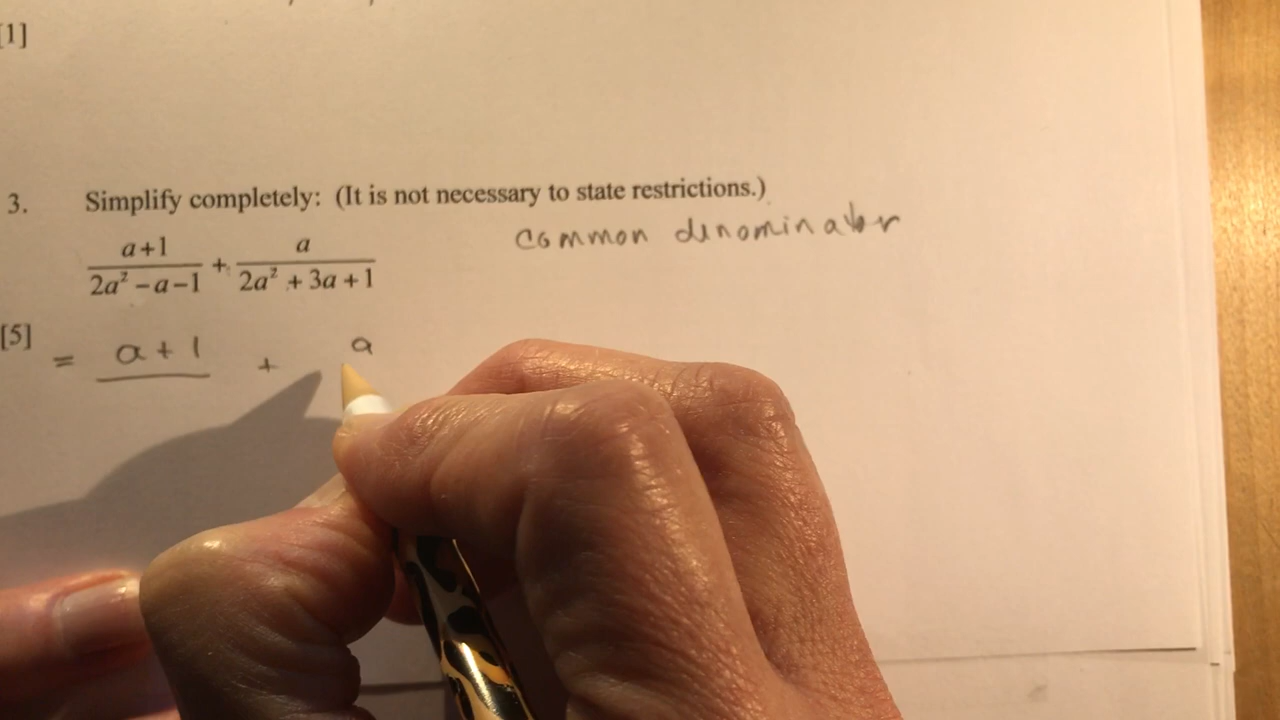 [1]
3. Simplify completely: (It is not necessary to state restrictions.)
common denominator
a+1 / 2a² − a − 1 + a / 2a² + 3a + 1
[5]
= a + 1 + a